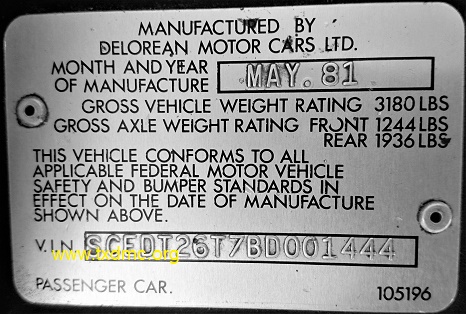 MANUFACTURED BY
DELOREAN MOTOR CARS LTD.
MONTH AND YEAR
OF MANUFACTURE MAY. 81
GROSS VEHICLE WEIGHT RATING 3180 LBS
GROSS AXLE WEIGHT RATING FRONT 1244 LBS
REAR 1936 LBS
THIS VEHICLE CONFORMS TO ALL
APPLICABLE FEDERAL MOTOR VEHICLE
SAFETY AND BUMPER STANDARDS IN
EFFECT ON THE DATE OF MANUFACTURE
SHOWN ABOVE.
V.I.N. SCEDT26T7BD001444
www.tsdmc.org
PASSENGER CAR. 105196